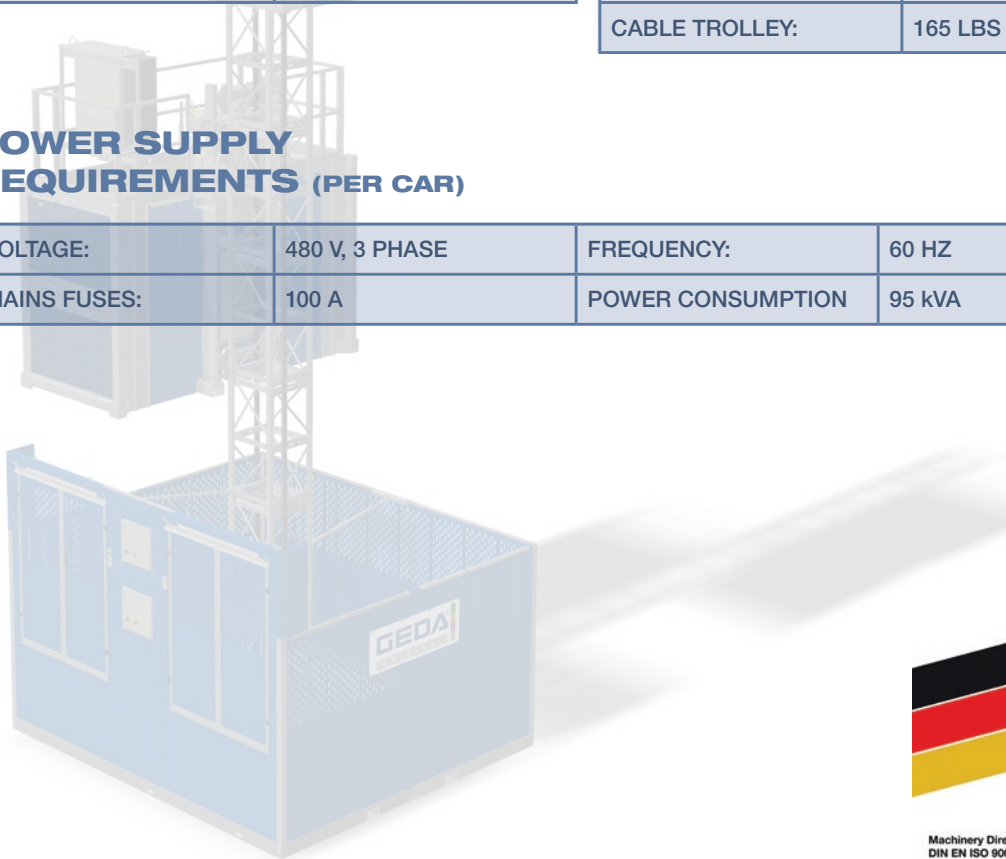 CABLE TROLLEY: 165 LBS
OWER SUPPLY
EQUIREMENTS (PER CAR)
OLTAGE: 480 V, 3 PHASE FREQUENCY: 60 HZ
AINS FUSES: 100 A POWER CONSUMPTION 95 kVA
GEDA
Machinery Dire
DIN EN ISO 900